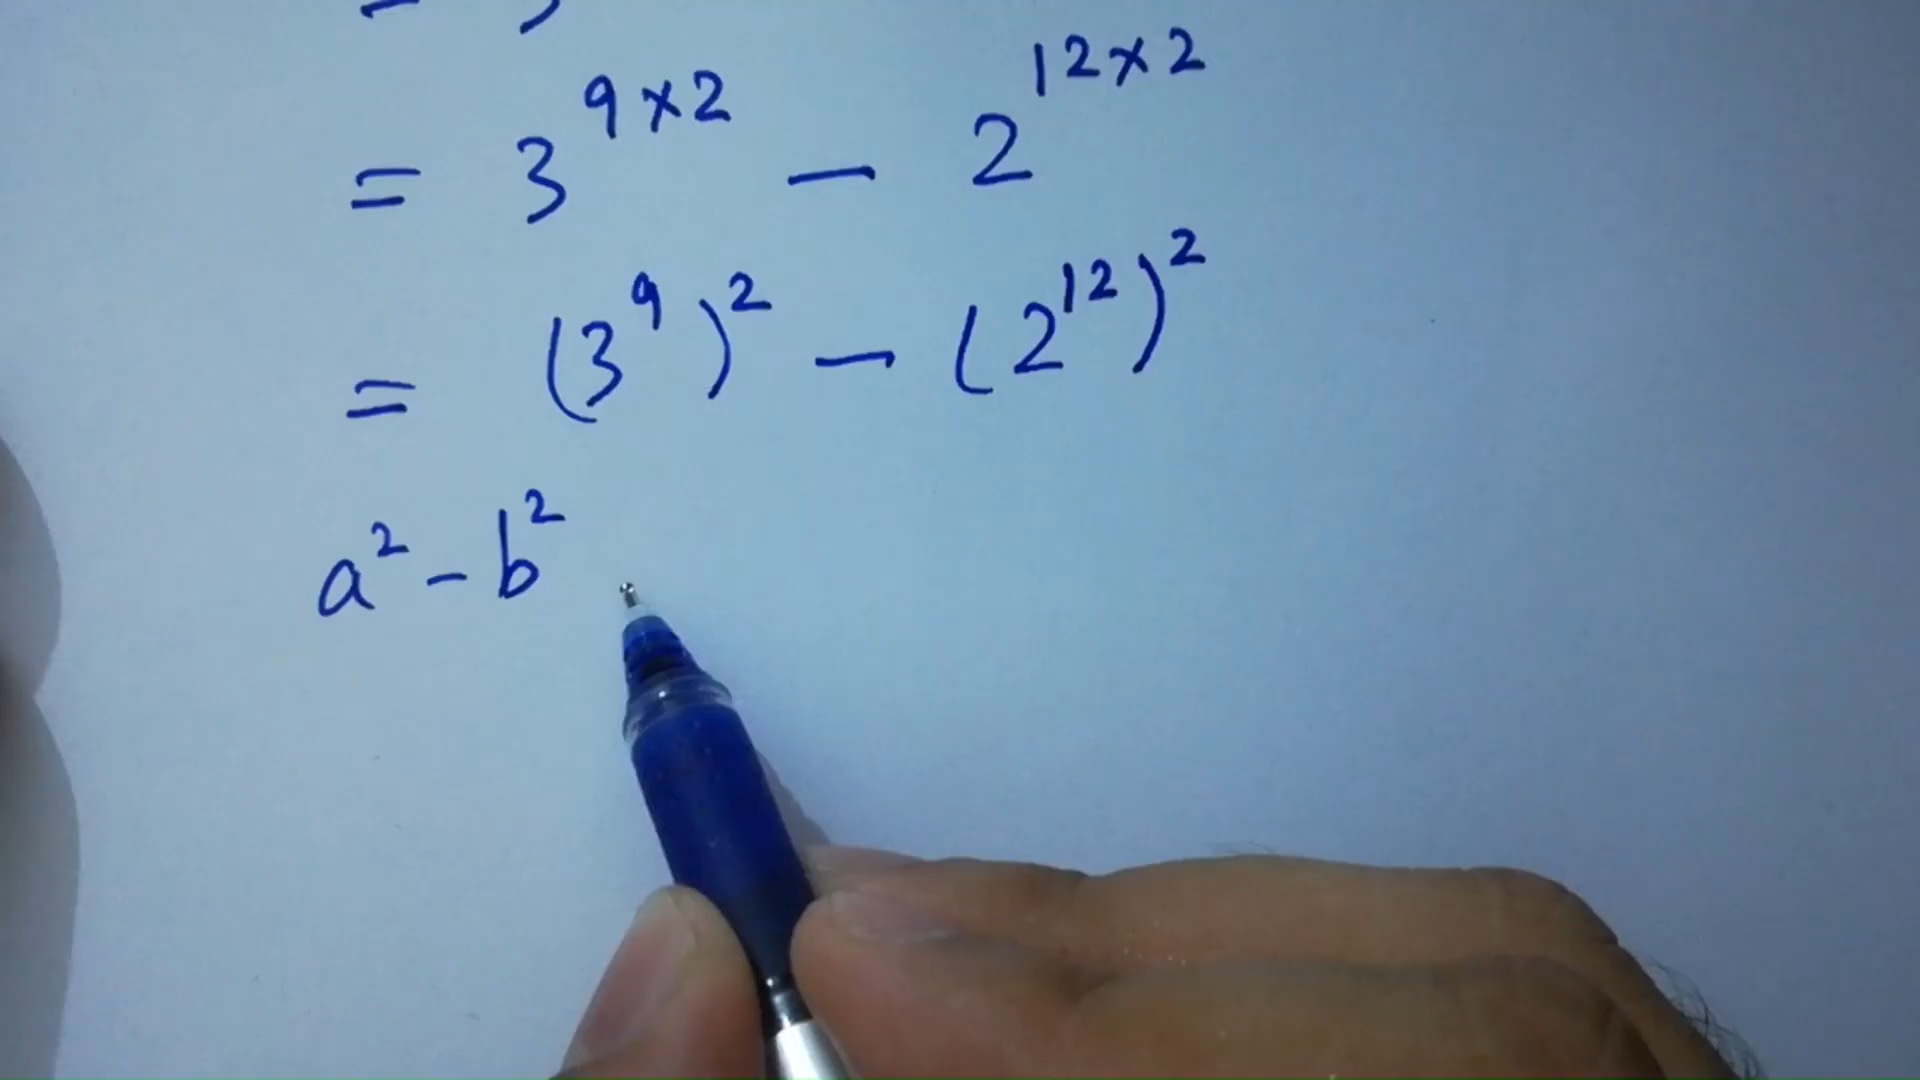 = 3^{9×2} - 2^{12×2}
= (3^9)^2 - (2^{12})^2
a^2 - b^2